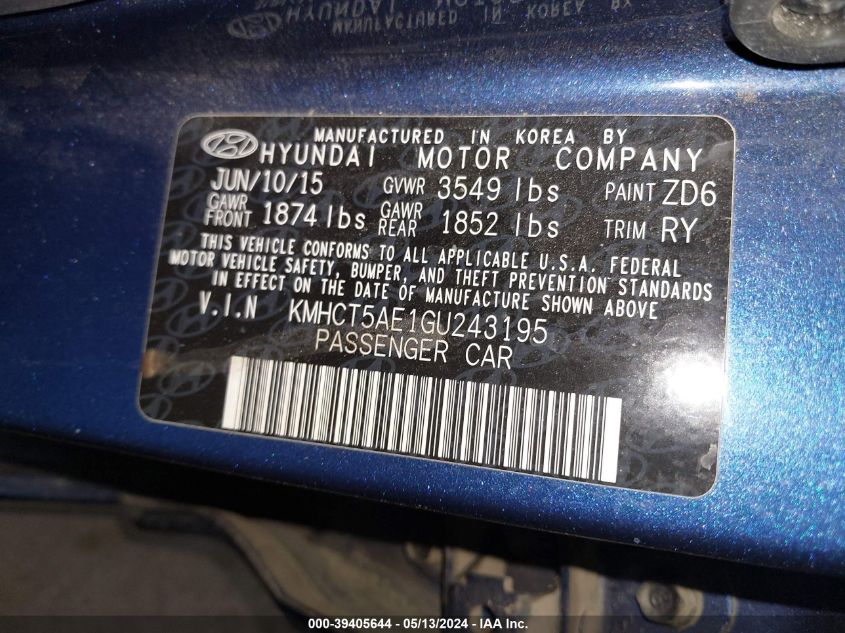 MANUFACTURED IN KOREA BY
HYUNDAI MOTOR COMPANY
JUN/10/15 GVWR 3549 lbs PAINT ZD6
GAWR FRONT 1874 lbs GAWR REAR 1852 lbs TRIM RY
THIS VEHICLE CONFORMS TO ALL APPLICABLE U.S.A. FEDERAL
MOTOR VEHICLE SAFETY, BUMPER, AND THEFT PREVENTION STANDARDS
IN EFFECT ON THE DATE OF MANUFACTURE SHOWN ABOVE
V.I.N KMHCT5AE1GU243195
PASSENGER CAR
000-39405644 - 05/13/2024 - IAA Inc.